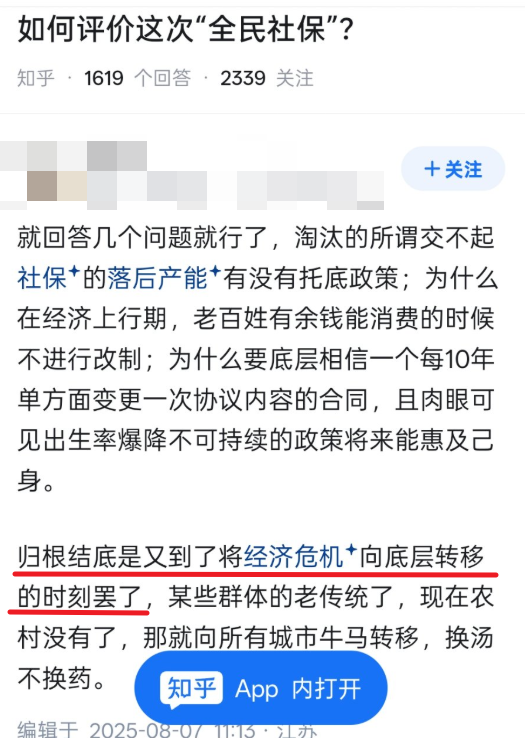 如何评价这次“全民社保”？
知乎 · 1619 个回答 · 2339 关注
+关注
就回答几个问题就行了，淘汰的所谓交不起
社保的落后产能有没有托底政策；为什么
在经济上行期，老百姓有余钱能消费的时候
不进行改制；为什么要底层相信一个每10年
单方面变更一次协议内容的合同，且肉眼可
见出生率爆降不可持续的政策将来能惠及己
身。
归根结底是又到了将经济危机向底层转移
的时刻罢了，某些群体的老传统了，现在农
村没有了，那就向所有城市牛马转移，换汤
不换药。
知乎 App 内打开
编辑于 2025-08-07 11:13 · 江苏